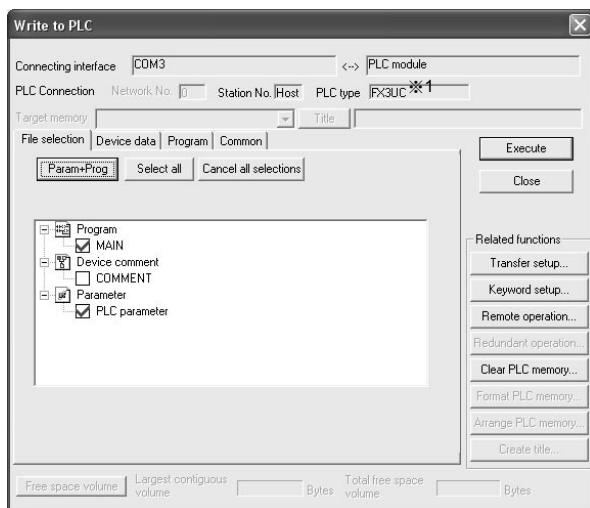 Write to PLC
Connecting interface COM3 <--> PLC module
PLC Connection Network No. 0 Station No. Host PLC type FX3UC ※1
Target memory Title
File selection Device data Program Common
Param+Prog Select all Cancel all selections
Execute
Close
Program
MAIN
Device comment
COMMENT
Parameter
PLC parameter
Related functions
Transfer setup...
Keyword setup...
Remote operation...
Redundant operation...
Clear PLC memory...
Format PLC memory...
Arrange PLC memory...
Create title...
Free space volume Largest contiguous volume Bytes Total free space volume Bytes